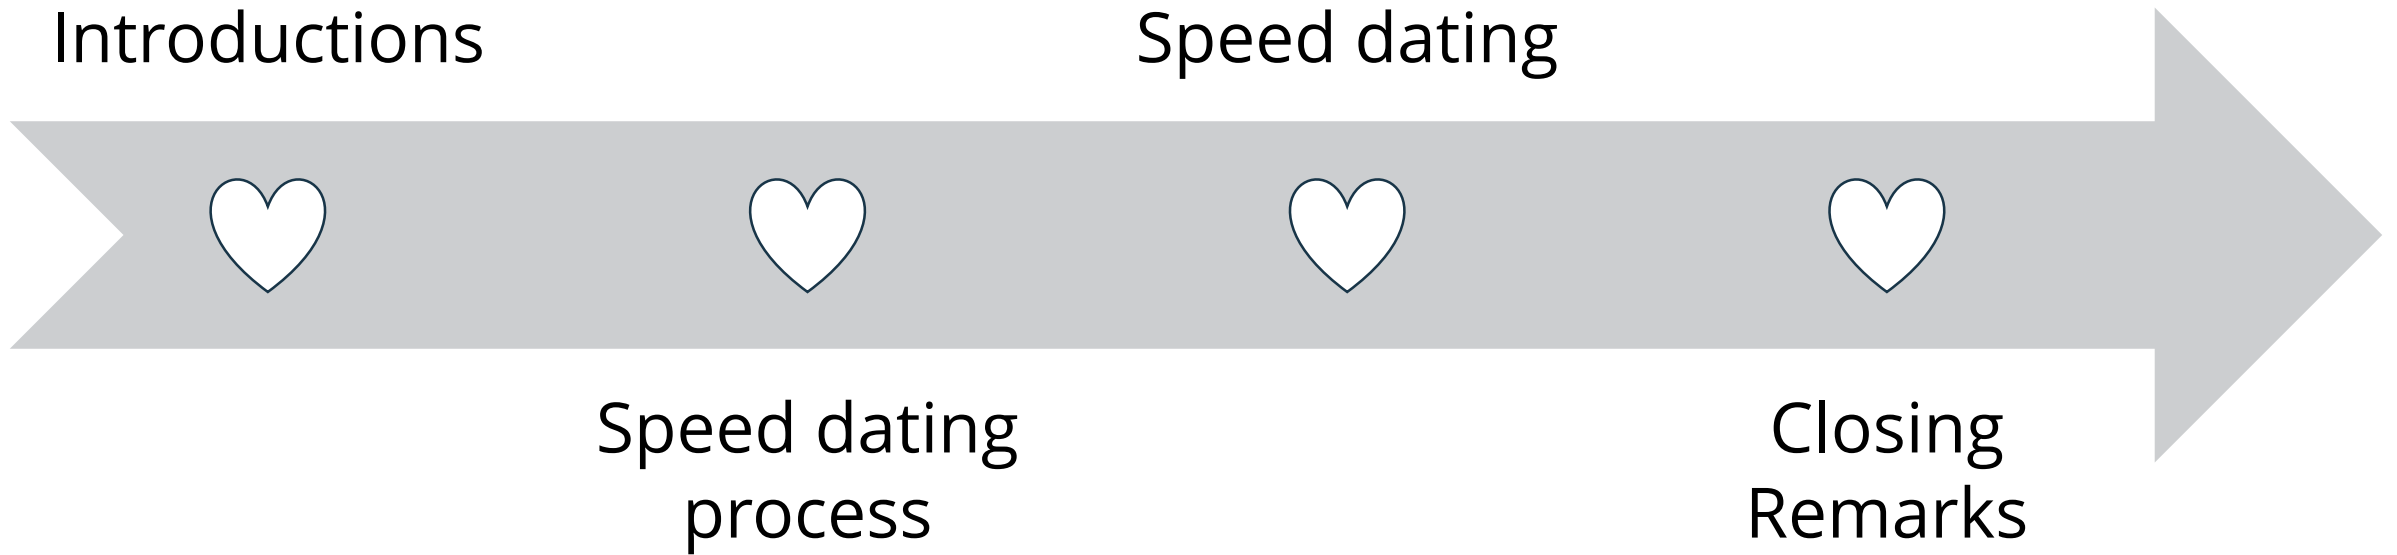 Introductions
Speed dating
process
Speed dating
Closing
Remarks